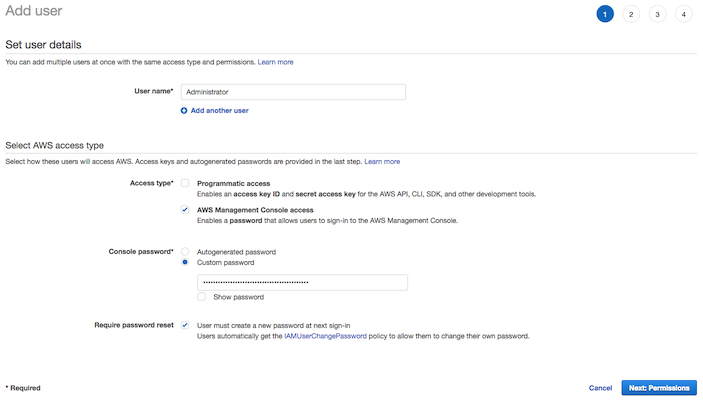 Add user
1 2 3 4
Set user details
You can add multiple users at once with the same access type and permissions. Learn more
User name* Administrator
Add another user
Select AWS access type
Select how these users will access AWS. Access keys and autogenerated passwords are provided in the last step. Learn more
Access type* Programmatic access
Enables an access key ID and secret access key for the AWS API, CLI, SDK, and other development tools.
AWS Management Console access
Enables a password that allows users to sign-in to the AWS Management Console.
Console password* Autogenerated password
Custom password
Show password
Require password reset User must create a new password at next sign-in
Users automatically get the IAMUserChangePassword policy to allow them to change their own password.
* Required Cancel Next: Permissions